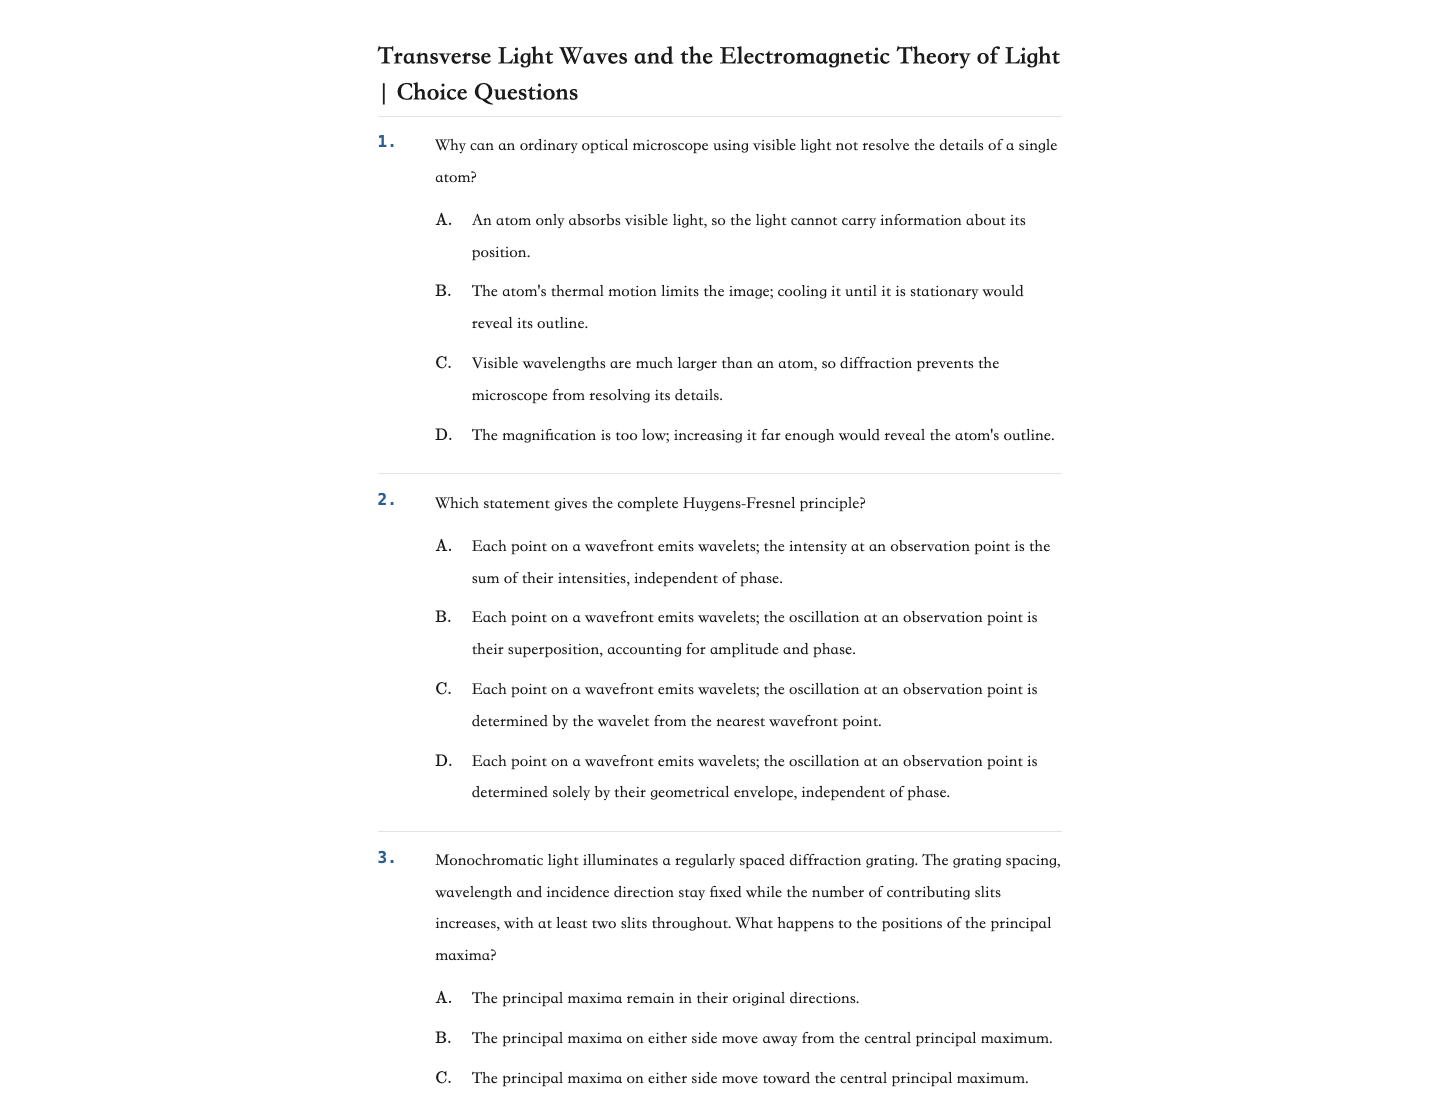 Transverse Light Waves and the Electromagnetic Theory of Light
| Choice Questions
1. Why can an ordinary optical microscope using visible light not resolve the details of a single
atom?
A. An atom only absorbs visible light, so the light cannot carry information about its
position.
B. The atom's thermal motion limits the image; cooling it until it is stationary would
reveal its outline.
C. Visible wavelengths are much larger than an atom, so diffraction prevents the
microscope from resolving its details.
D. The magnification is too low; increasing it far enough would reveal the atom's outline.
2. Which statement gives the complete Huygens-Fresnel principle?
A. Each point on a wavefront emits wavelets; the intensity at an observation point is the
sum of their intensities, independent of phase.
B. Each point on a wavefront emits wavelets; the oscillation at an observation point is
their superposition, accounting for amplitude and phase.
C. Each point on a wavefront emits wavelets; the oscillation at an observation point is
determined by the wavelet from the nearest wavefront point.
D. Each point on a wavefront emits wavelets; the oscillation at an observation point is
determined solely by their geometrical envelope, independent of phase.
3. Monochromatic light illuminates a regularly spaced diffraction grating. The grating spacing,
wavelength and incidence direction stay fixed while the number of contributing slits
increases, with at least two slits throughout. What happens to the positions of the principal
maxima?
A. The principal maxima remain in their original directions.
B. The principal maxima on either side move away from the central principal maximum.
C. The principal maxima on either side move toward the central principal maximum.